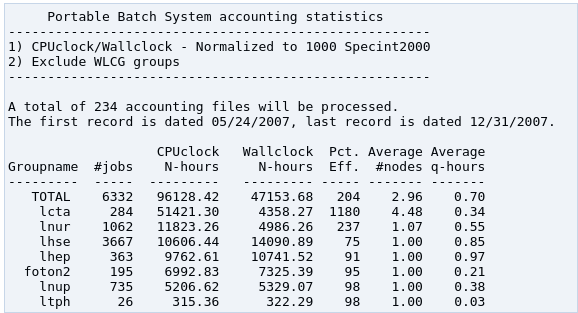 Portable Batch System accounting statistics
------------------------------------------------------
1) CPUclock/Wallclock - Normalized to 1000 Specint2000
2) Exclude WLCG groups
------------------------------------------------------
A total of 234 accounting files will be processed.
The first record is dated 05/24/2007, last record is dated 12/31/2007.
CPUclock Wallclock Pct. Average Average
Groupname #jobs N-hours N-hours Eff. #nodes q-hours
--------- ----- --------- --------- ----- ------- -------
TOTAL 6332 96128.42 47153.68 204 2.96 0.70
lcta 284 51421.30 4358.27 1180 4.48 0.34
lnur 1062 11823.26 4986.26 237 1.07 0.55
lhse 3667 10606.44 14090.89 75 1.00 0.85
lhep 363 9762.61 10741.52 91 1.00 0.97
foton2 195 6992.83 7325.39 95 1.00 0.21
lnup 735 5206.62 5329.07 98 1.00 0.38
ltph 26 315.36 322.29 98 1.00 0.03